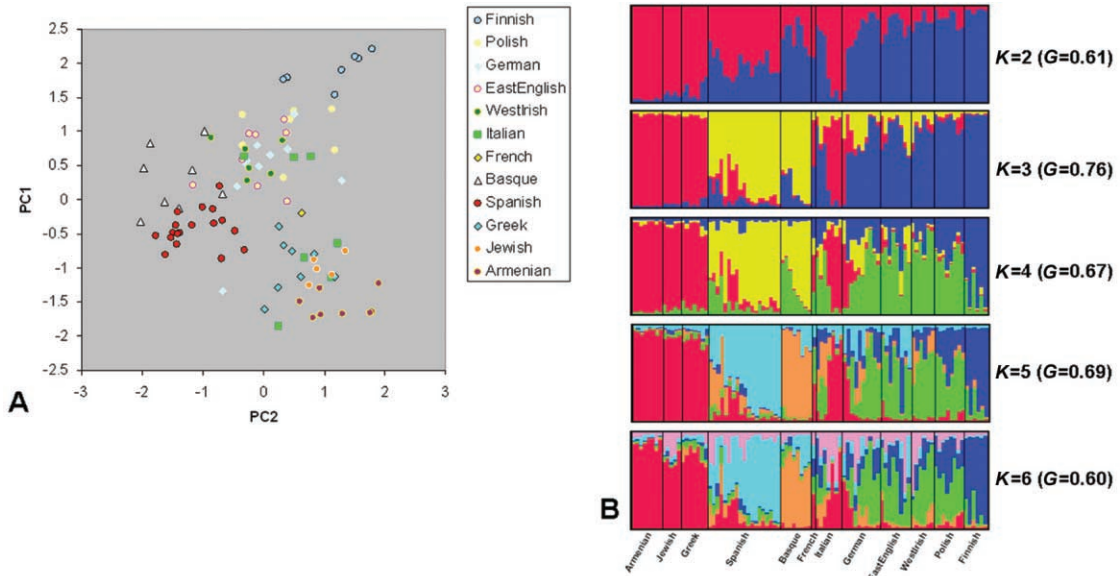 2.5
2
1.5
1
0.5
0
-0.5
-1
-1.5
-2
-2.5
-3 -2 -1 0 1 2 3
PC1
PC2
A
Finnish
Polish
German
EastEnglish
WestIrish
Italian
French
Basque
Spanish
Greek
Jewish
Armenian
K=2 (G=0.61)
K=3 (G=0.76)
K=4 (G=0.67)
K=5 (G=0.69)
K=6 (G=0.60)
B
Armenian
Jewish
Greek
Spanish
Basque
French
Italian
German
EastEnglish
WestIrish
Polish
Finnish